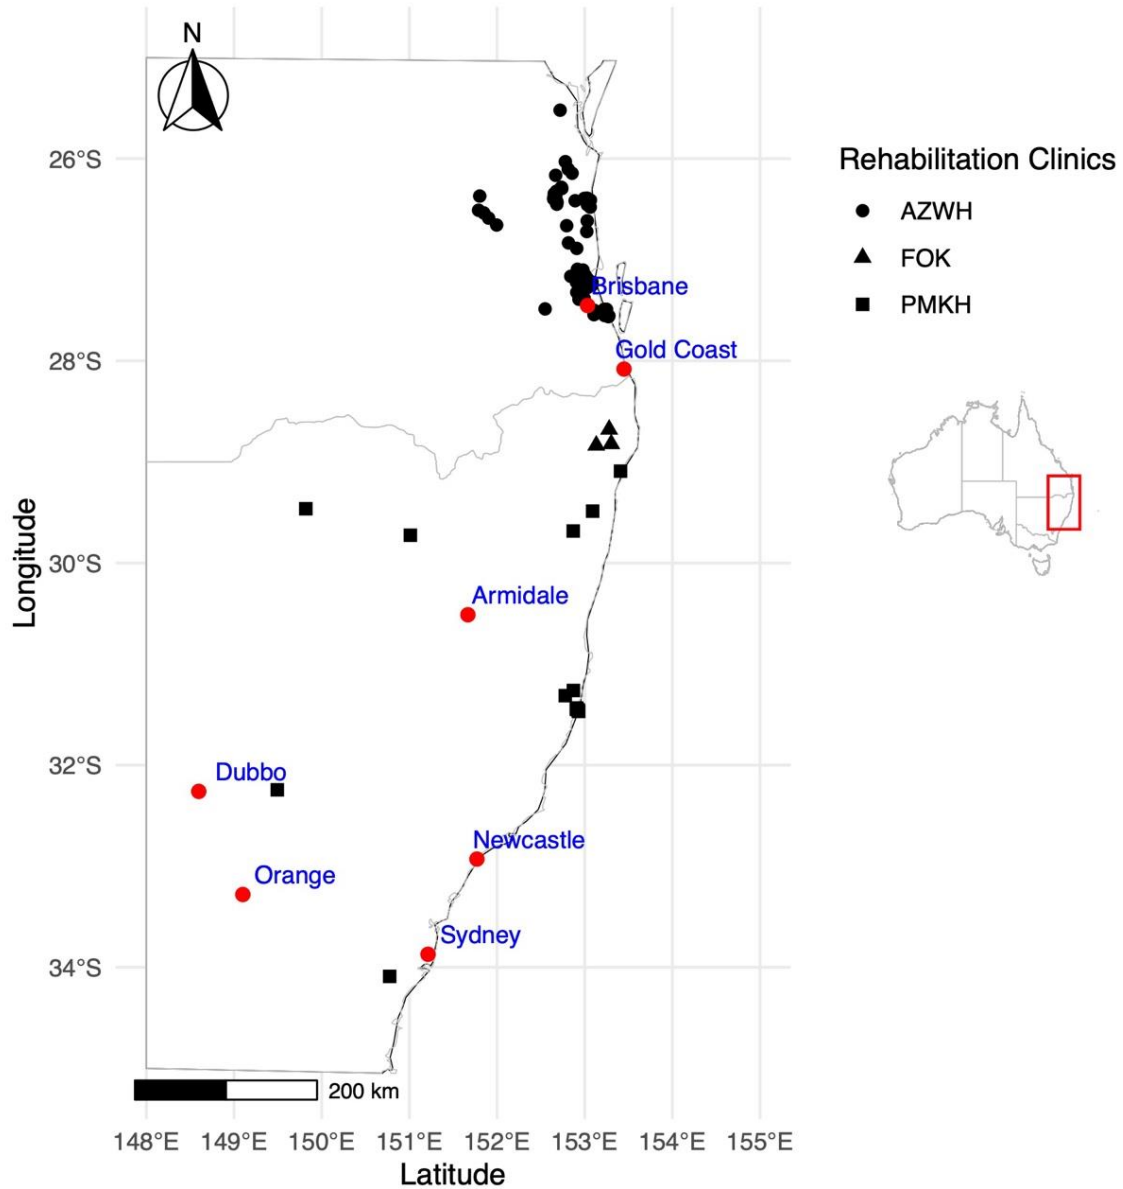 N
Rehabilitation Clinics
AZWH
FOK
PMKH
26°S
28°S
30°S
32°S
34°S
Longitude
Brisbane
Gold Coast
Armidale
Dubbo
Newcastle
Orange
Sydney
200 km
148°E 149°E 150°E 151°E 152°E 153°E 154°E 155°E
Latitude